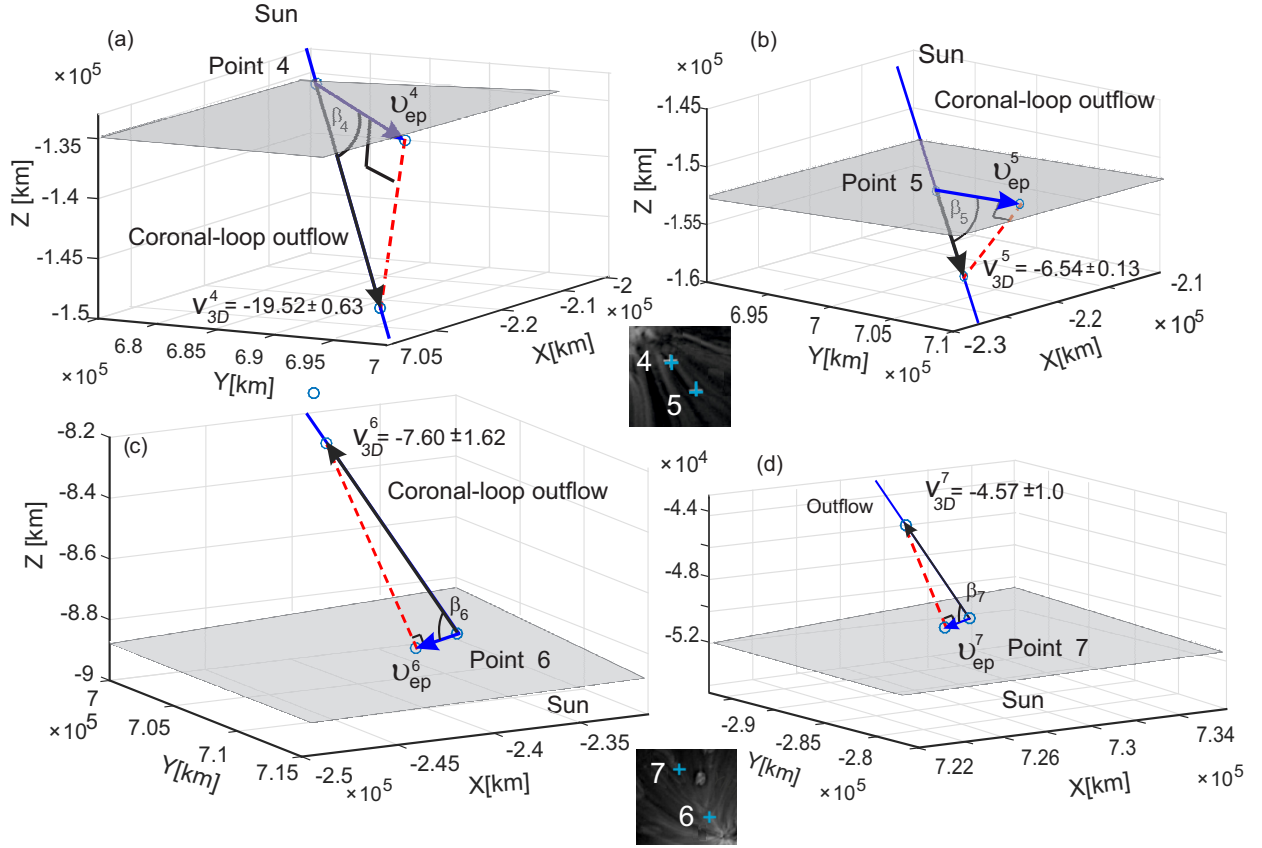 Sun
(a)
Point 4
× 10⁵
β₄
υ⁴ₑₚ
-1.35
-1.4
-1.45
-1.5
Z [km]
Coronal-loop outflow
V⁴₃D = -19.52 ± 0.63
6.8
6.85
6.9
6.95
7
× 10⁵
Y[km]
7.05
-2.2
-2.1
-2
× 10⁵
X[km]
(b)
Sun
× 10⁵
Coronal-loop outflow
-1.45
-1.5
-1.55
-1.6
Z [km]
Point 5
υ⁵ₑₚ
β₅
V⁵₃D = -6.54 ± 0.13
6.95
7
7.05
7.1
Y[km]
× 10⁵
-2.3
-2.2
-2.1
× 10⁵
X[km]
4
5
(c)
-8.2
-8.4
-8.6
-8.8
-9
Z [km]
V⁶₃D = -7.60 ± 1.62
Coronal-loop outflow
β₆
υ⁶ₑₚ
Point 6
Sun
7
× 10⁵
7.05
7.1
7.15
Y[km]
-2.5
-2.45
-2.4
-2.35
× 10⁵
X[km]
(d)
× 10⁴
-4.4
-4.8
-5.2
Z [km]
Outflow
V⁷₃D = -4.57 ± 1.0
β₇
υ⁷ₑₚ
Point 7
Sun
-2.9
-2.85
-2.8
Y[km]
× 10⁵
7.22
7.26
7.3
7.34
× 10⁵
X[km]
7
6